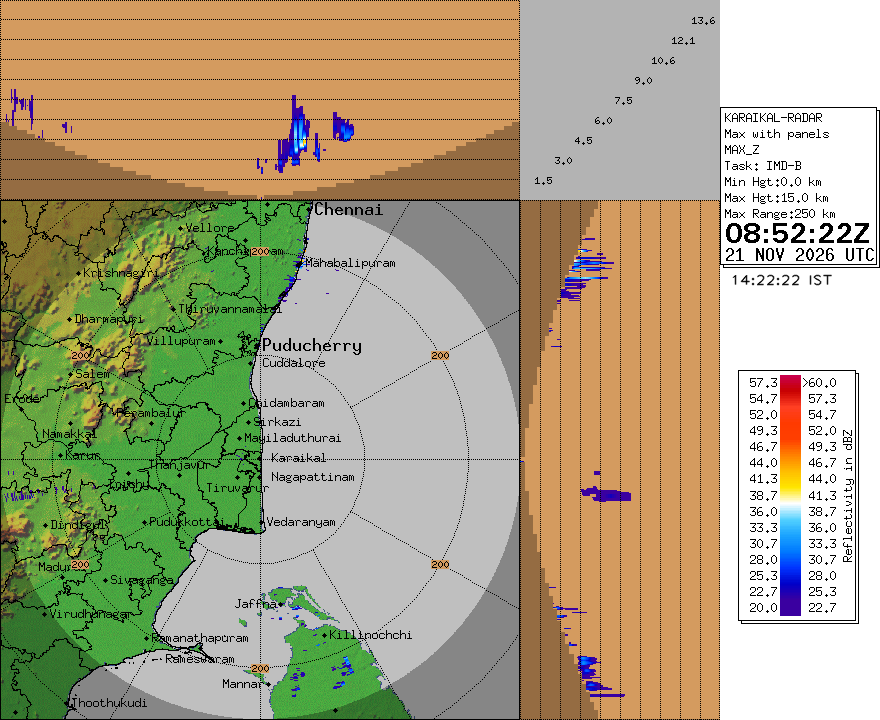 13.6
12.1
10.6
9.0
7.5
6.0
4.5
3.0
1.5
KARAIKAL-RADAR
Max with panels
MAX_Z
Task: IMD-B
Min Hgt:0.0 km
Max Hgt:15.0 km
Max Range:250 km
08:52:22Z
21 NOV 2026 UTC
14:22:22 IST
Chennai
Vellore
200
Mahabalipuram
Krishnagiri
Thiruvannamalai
Dharmapuri
Villupuram
Puducherry
200
200
Cuddalore
Salem
Erode
Chidambaram
Perambalur
Sirkazi
Namakkal
Mayiladuthurai
Karur
Karaikal
Thanjavur
Nagapattinam
Tiruvarur
Dindigul
Pudukkottai
Vedaranyam
200
200
Sivaganga
Jaffna
Virudhunagar
Killinochchi
Ramanathapuram
Rameswaram
200
Mannar
Thoothukudi
57.3 >60.0
54.7 57.3
52.0 54.7
49.3 52.0
46.7 49.3
44.0 46.7
41.3 44.0
38.7 41.3
36.0 38.7
33.3 36.0
30.7 33.3
28.0 30.7
25.3 28.0
22.7 25.3
20.0 22.7
Reflectivity in dBZ